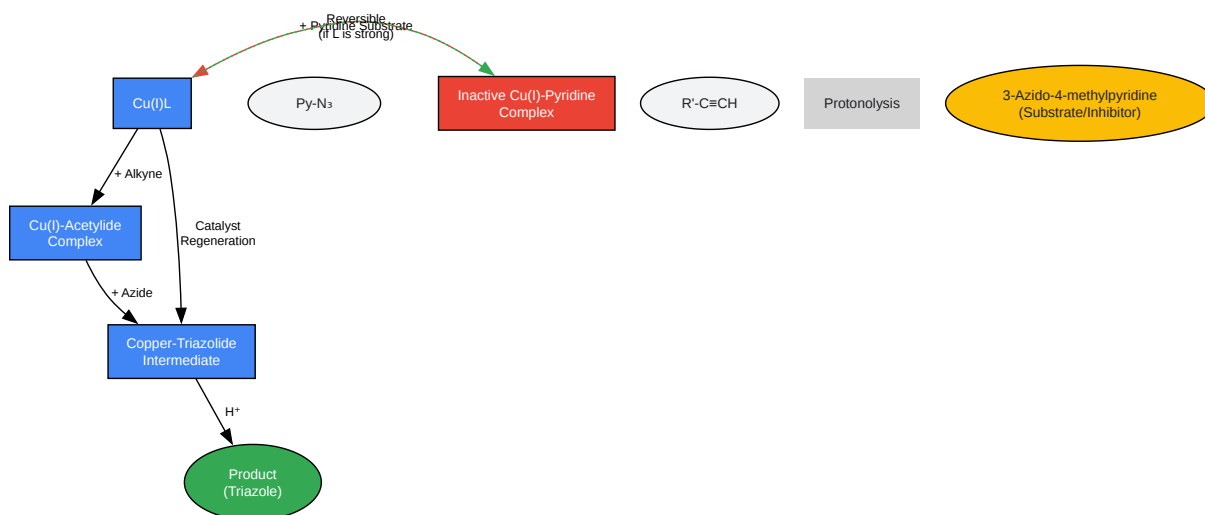 Reversible
+ Pyridine Substrate
(if L is strong)
Cu(I)L
Py-N₃
Inactive Cu(I)-Pyridine
Complex
R'-C≡CH
Protonolysis
3-Azido-4-methylpyridine
(Substrate/Inhibitor)
+ Alkyne
Cu(I)-Acetylide
Complex
Catalyst
Regeneration
+ Azide
Copper-Triazolide
Intermediate
H⁺
Product
(Triazole)